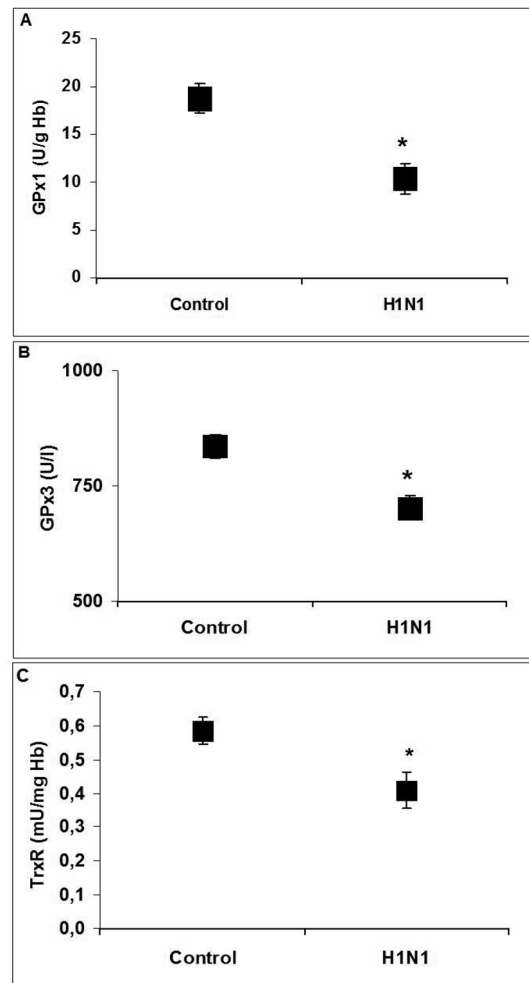 A
GPx1 (U/g Hb)
25
20
15
10
5
0
*
Control H1N1
B
GPx3 (U/l)
1000
750
500
*
Control H1N1
C
TrxR (mU/mg Hb)
0,7
0,6
0,5
0,4
0,3
0,2
0,1
0,0
*
Control H1N1